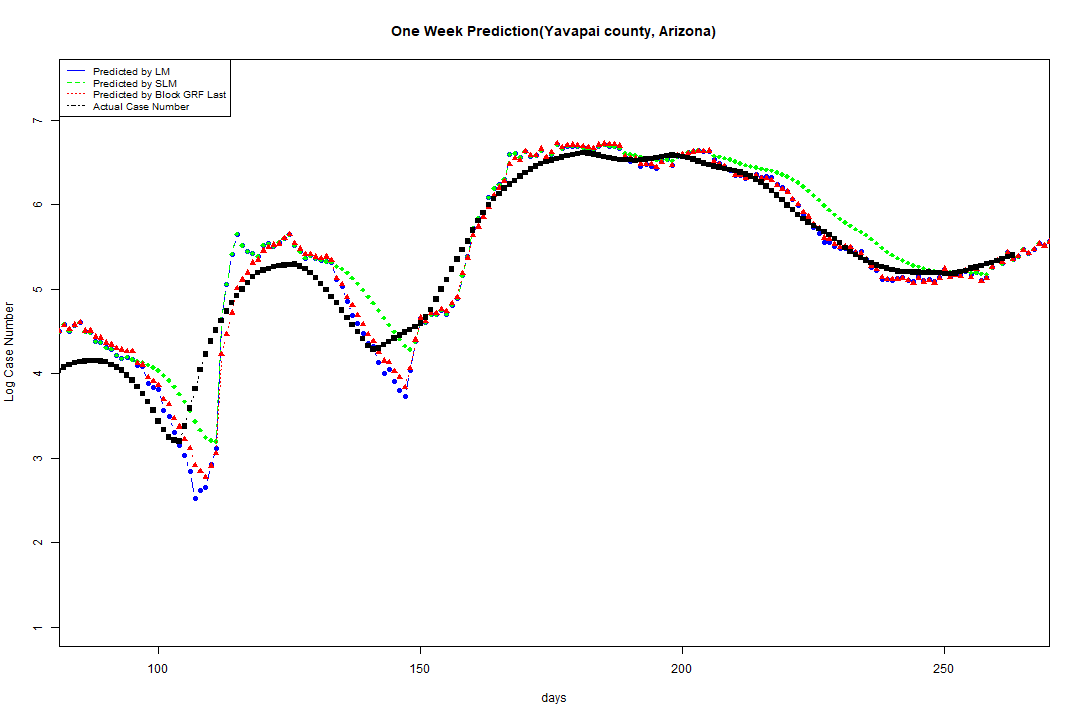 One Week Prediction(Yavapai county, Arizona)
Predicted by LM
Predicted by SLM
Predicted by Block GRF Last
Actual Case Number
7
6
5
4
3
2
1
Log Case Number
100 150 200 250
days